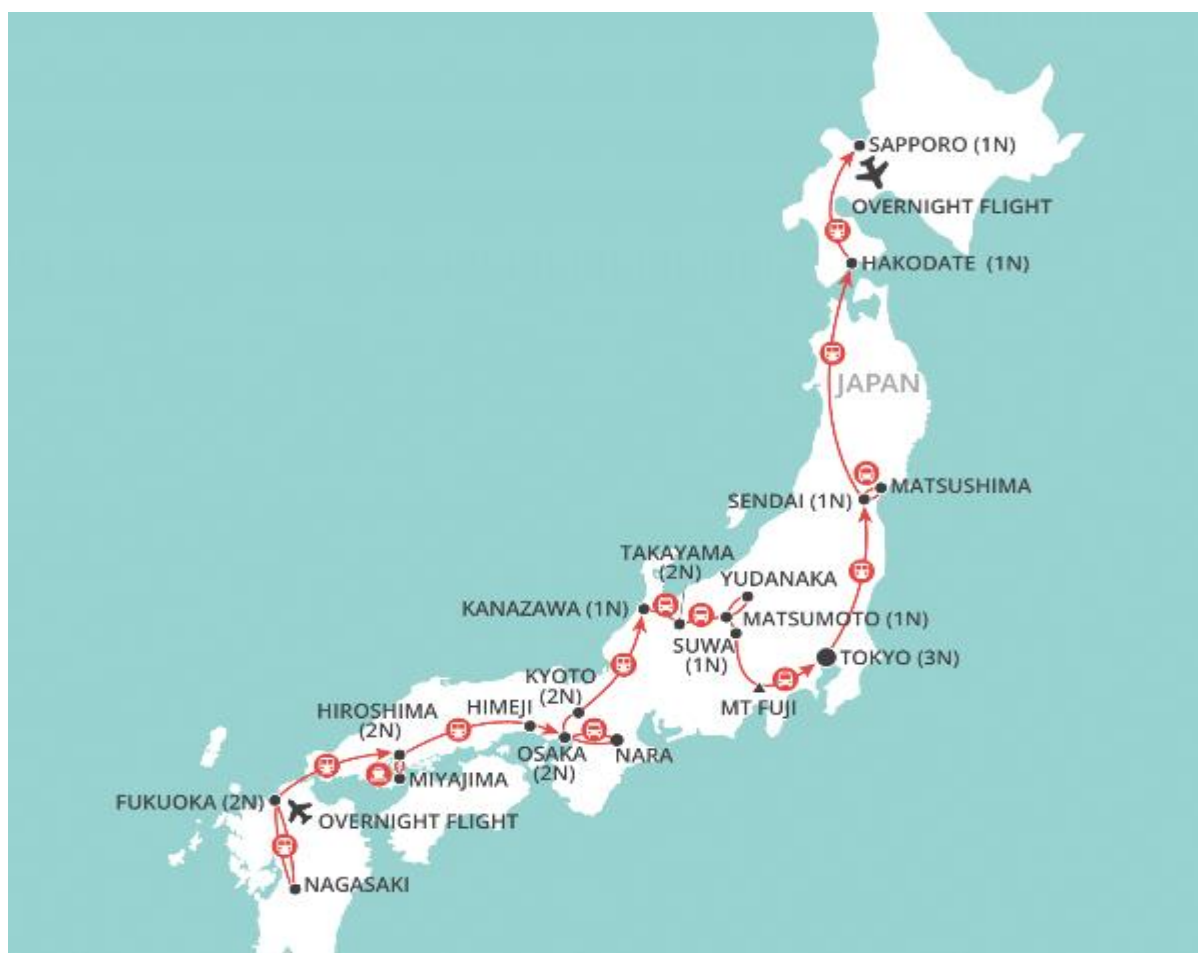 SAPPORO (1N)
OVERNIGHT FLIGHT
HAKODATE (1N)
JAPAN
MATSUSHIMA
SENDAI (1N)
TAKAYAMA
(2N)
YUDANAKA
KANAZAWA (1N)
MATSUMOTO (1N)
SUWA
(1N)
TOKYO (3N)
KYOTO
(2N)
MT FUJI
HIMEJI
HIROSHIMA
(2N)
OSAKA
(2N)
NARA
MIYAJIMA
FUKUOKA (2N)
OVERNIGHT FLIGHT
NAGASAKI